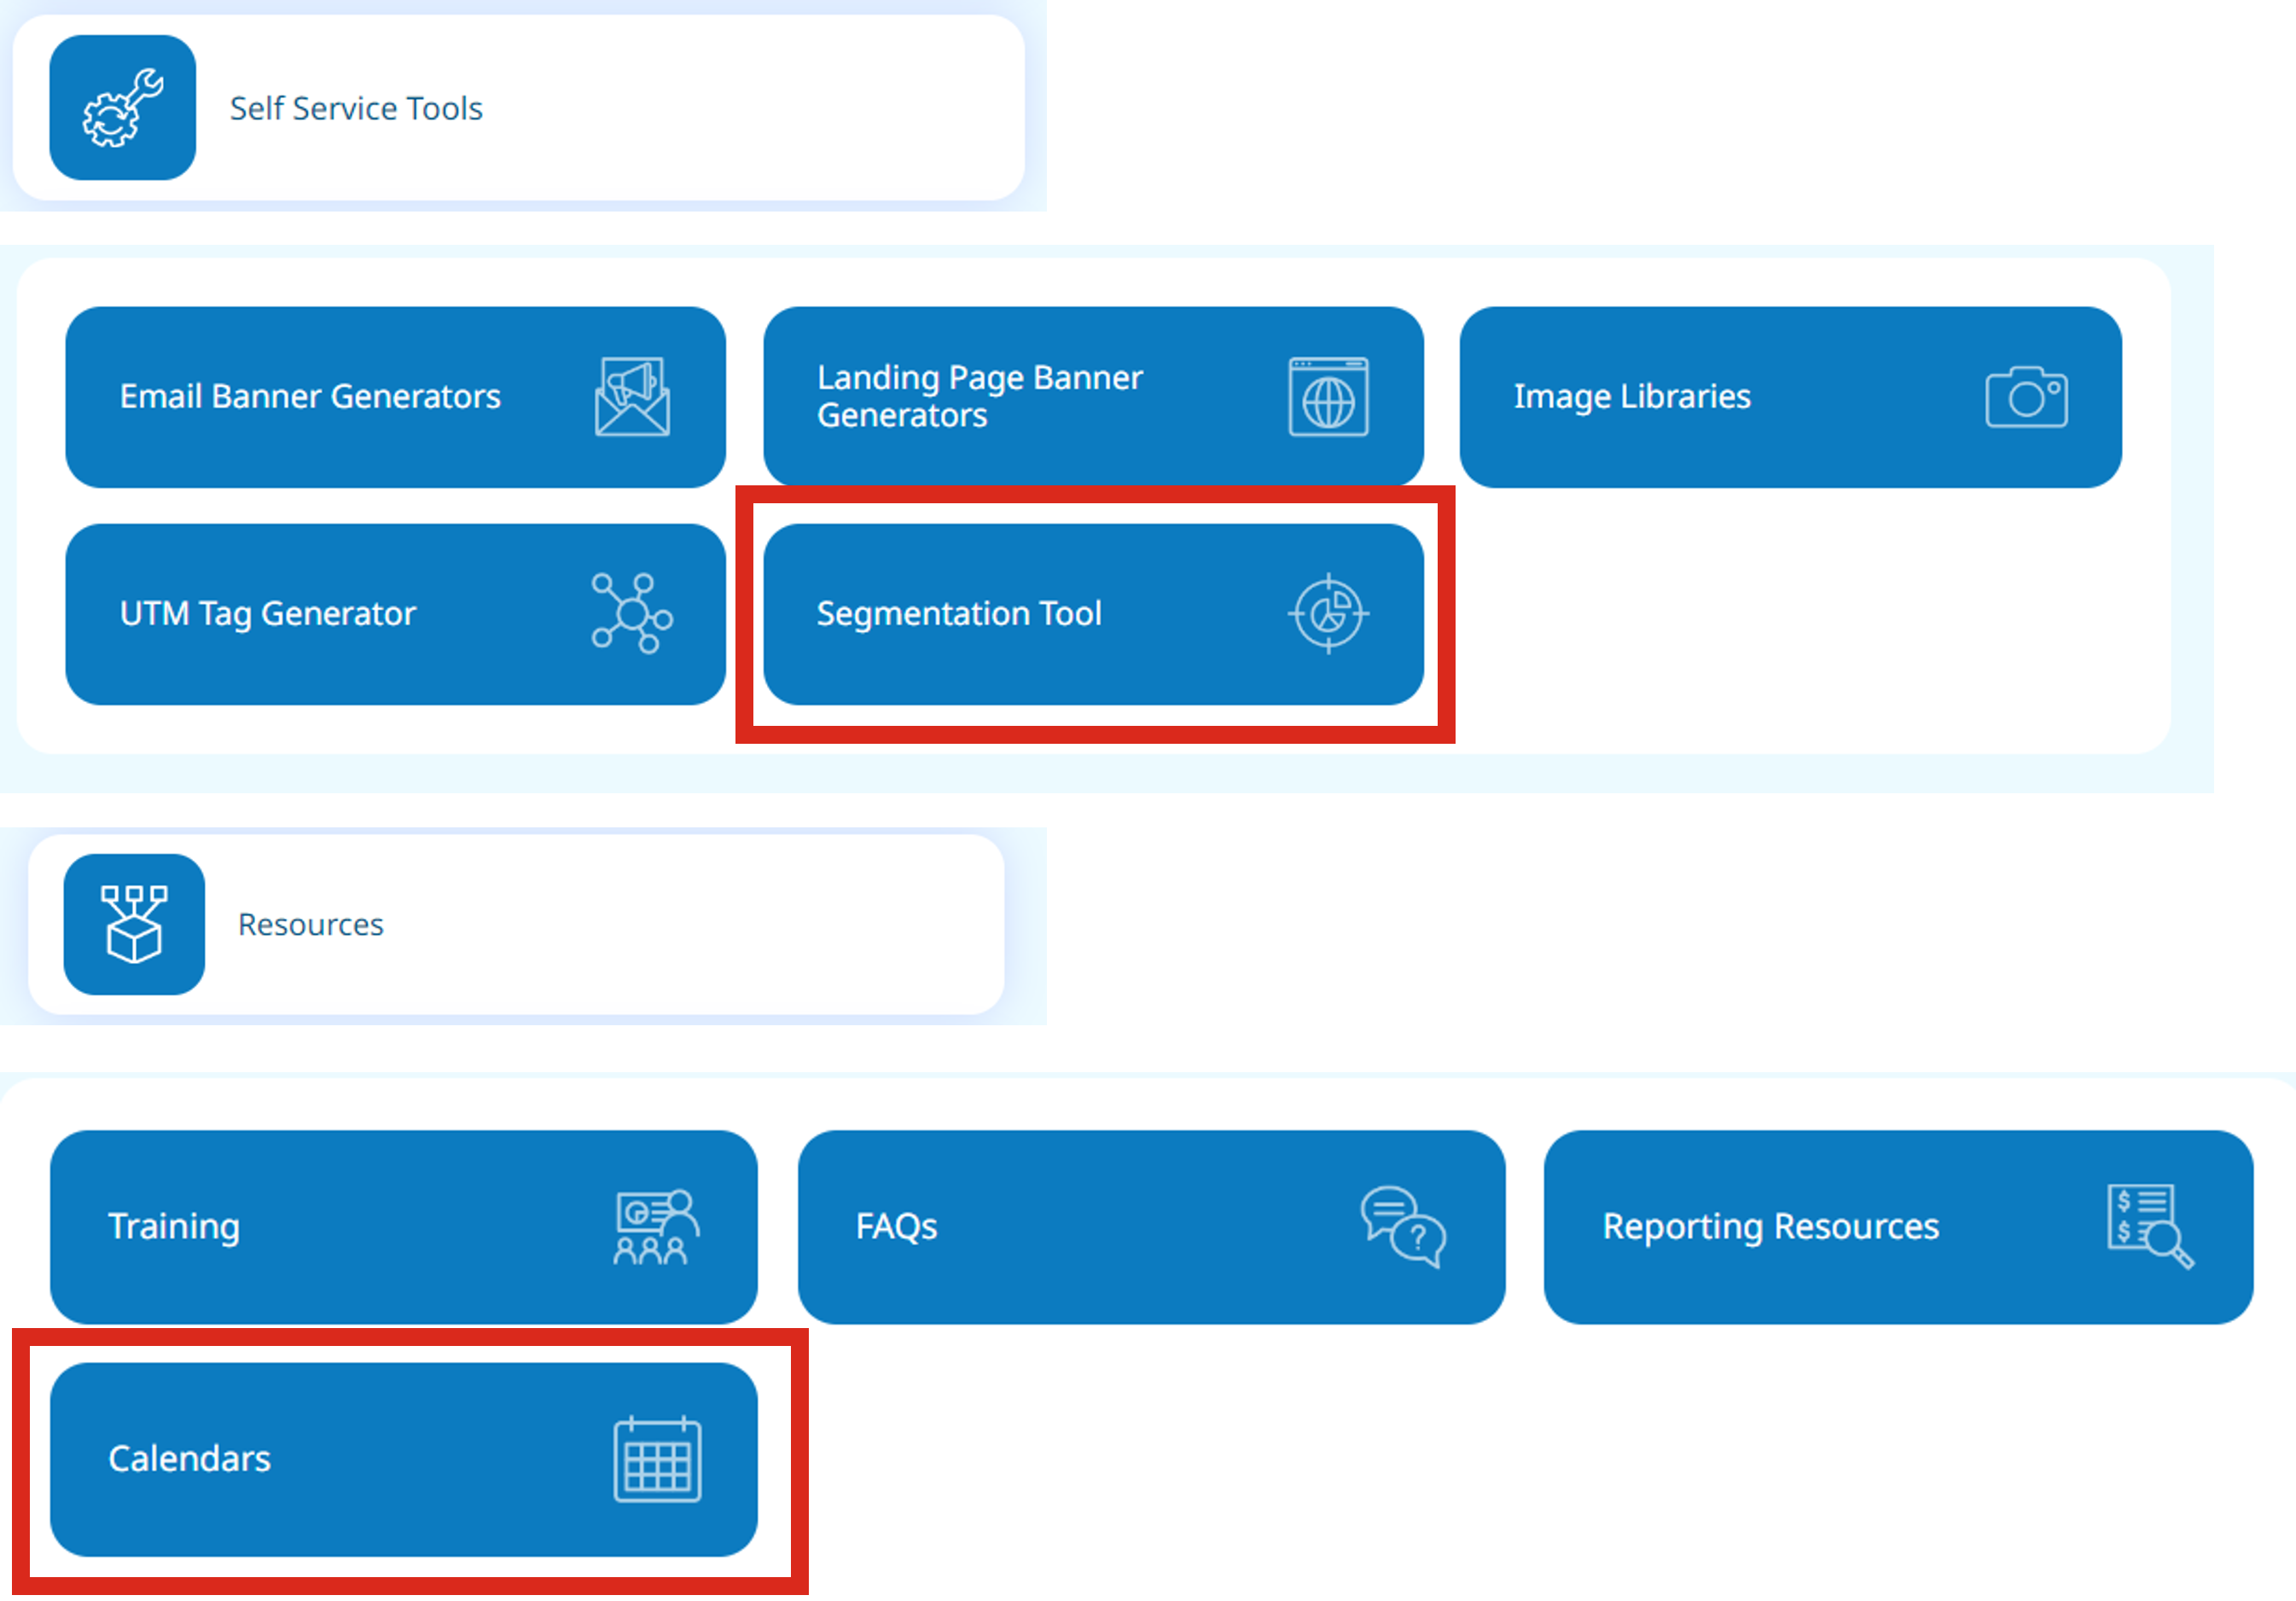 Self Service Tools
Email Banner Generators
Landing Page Banner
Generators
Image Libraries
UTM Tag Generator
Segmentation Tool
Resources
Training
FAQs
Reporting Resources
Calendars